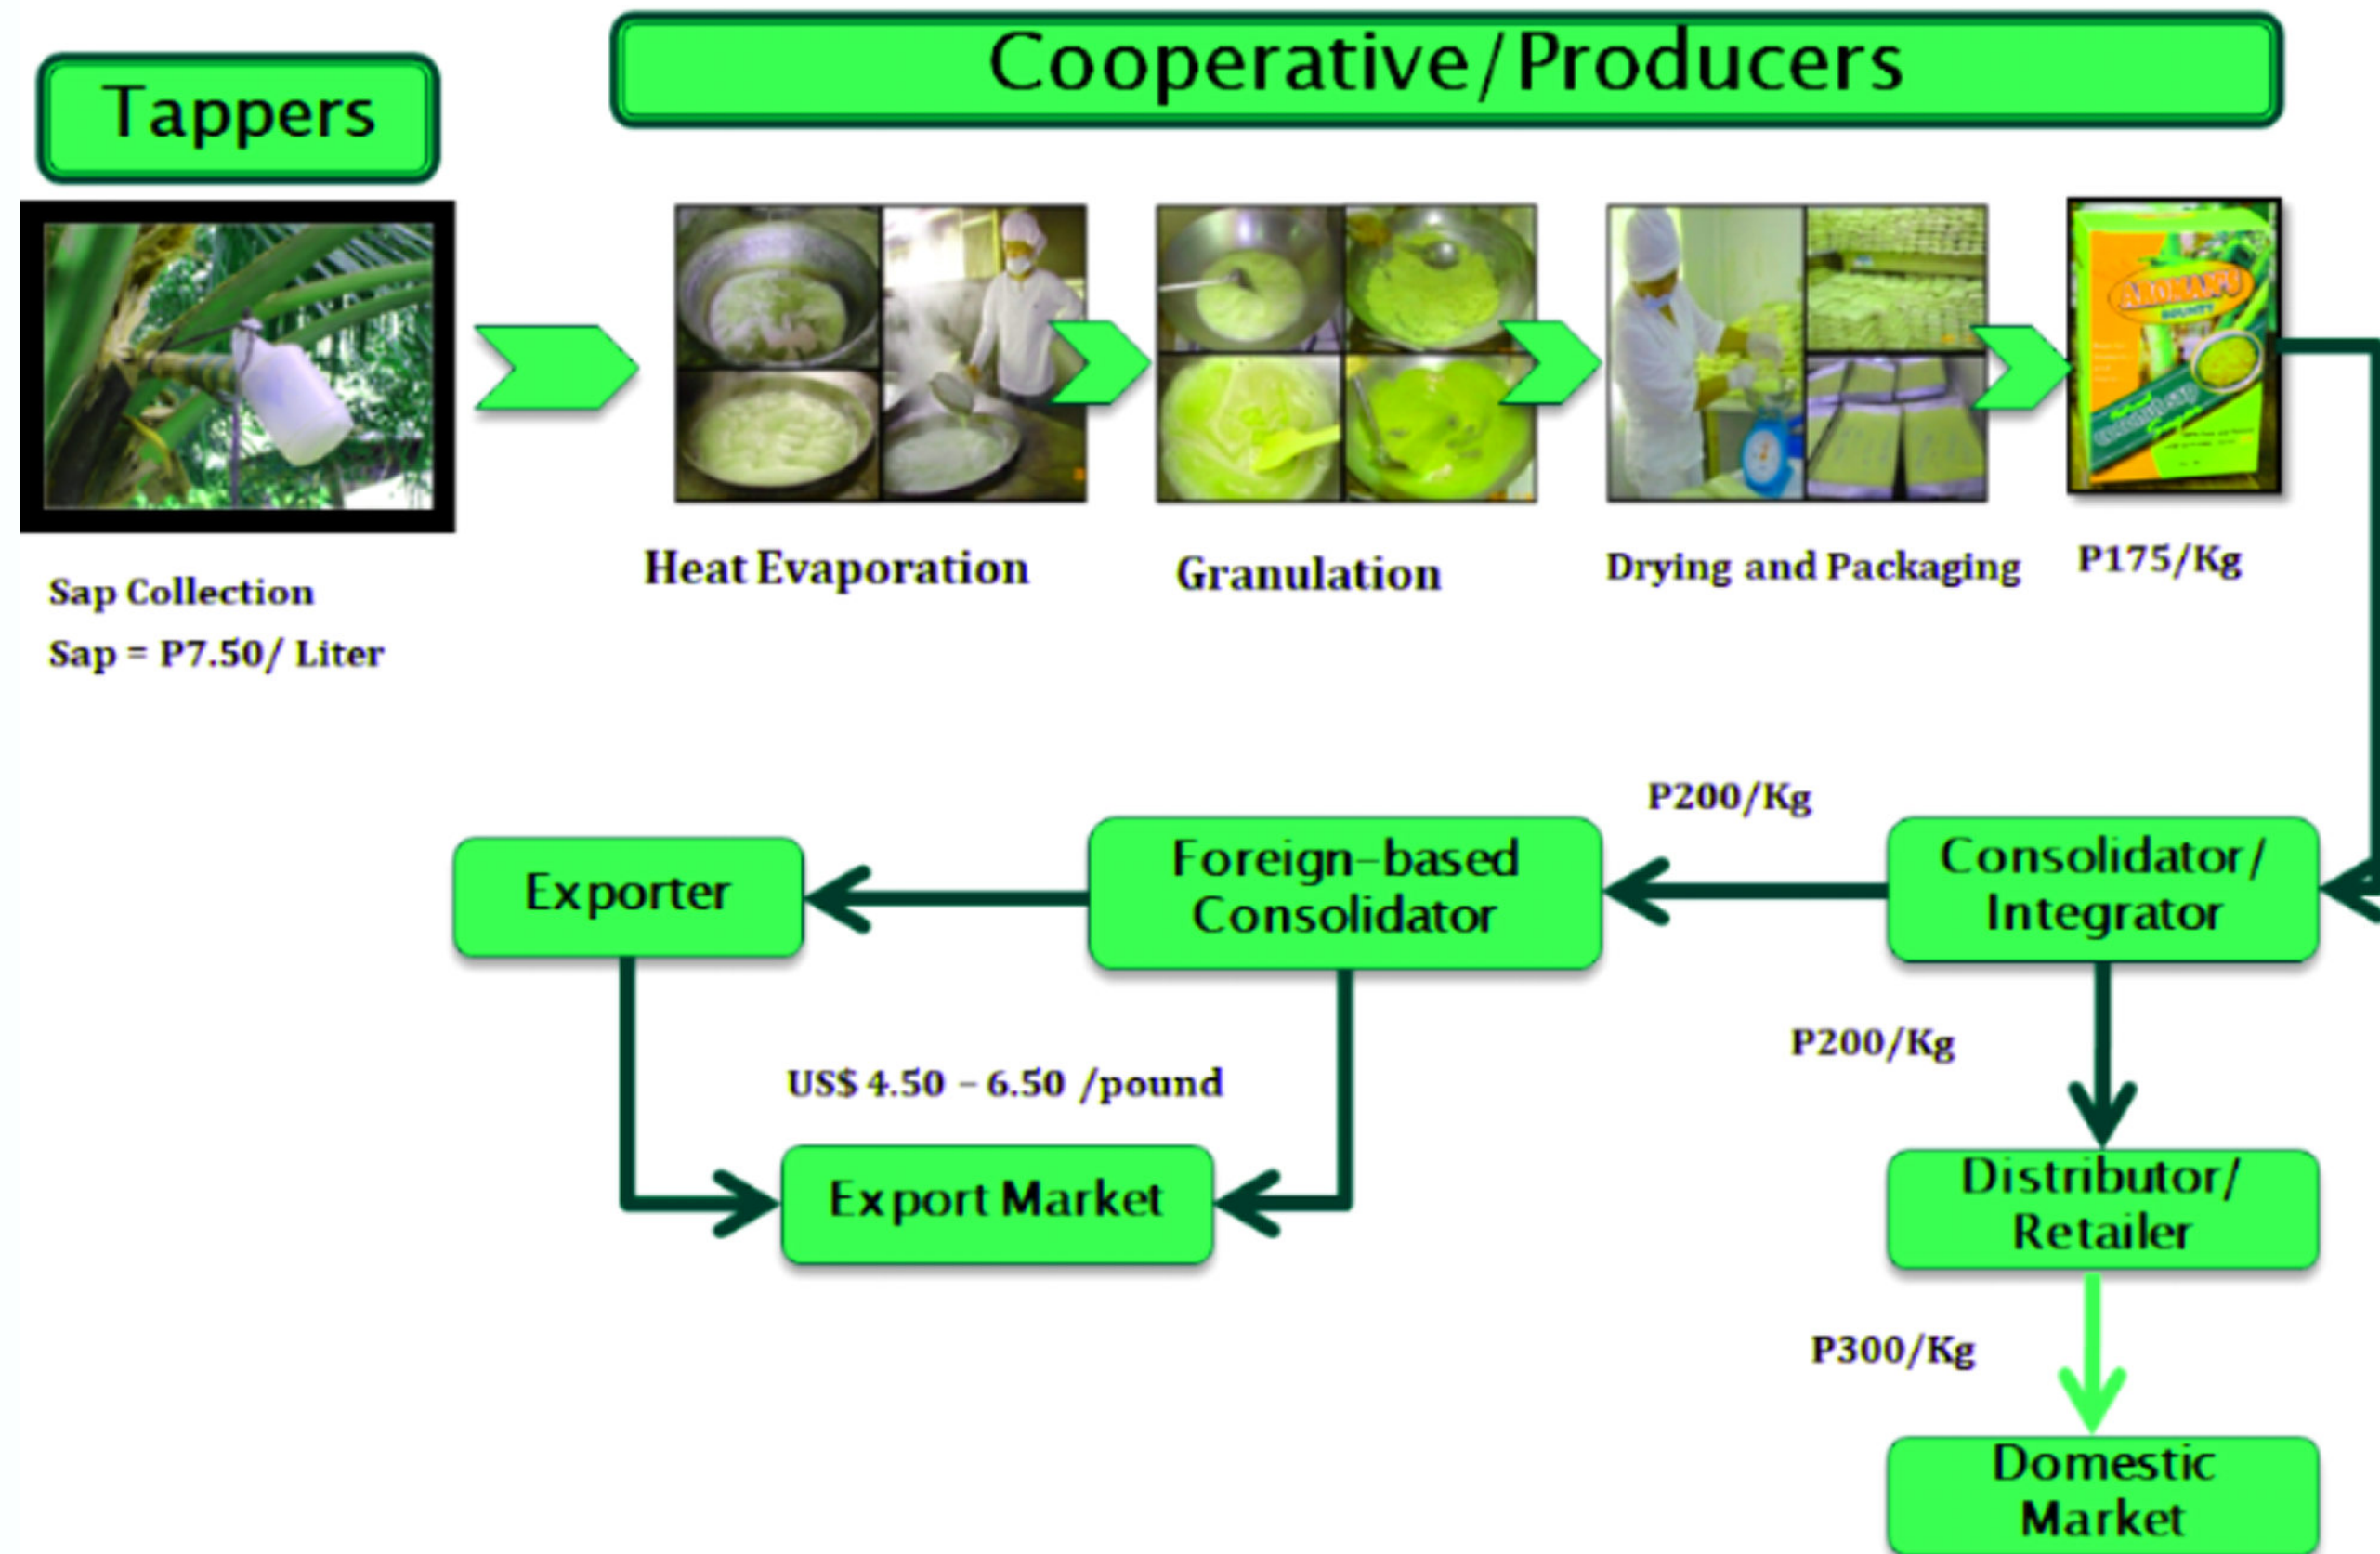 Tappers
Cooperative/Producers
AROMAN'S
BOUNTY
Sap Collection
Sap = P7.50/ Liter
Heat Evaporation
Granulation
Drying and Packaging
P175/Kg
P200/Kg
Exporter
Foreign-based
Consolidator
Consolidator/
Integrator
P200/Kg
US$ 4.50 – 6.50 /pound
Export Market
Distributor/
Retailer
P300/Kg
Domestic
Market